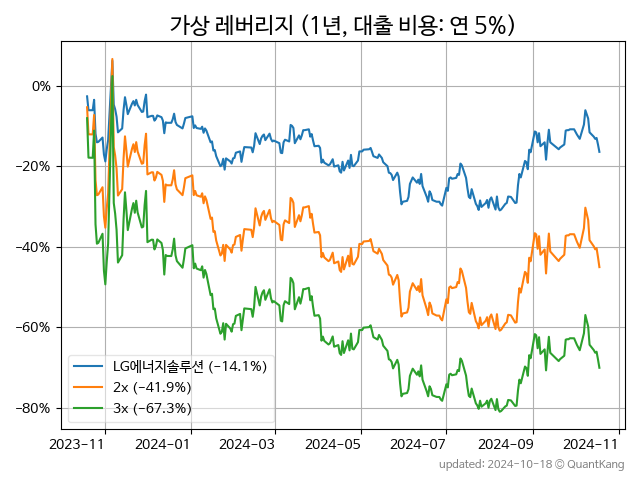 가상 레버리지 (1년, 대출 비용: 연 5%)
0%
−20%
−40%
−60%
−80%
LG에너지솔루션 (−14.1%)
2x (−41.9%)
3x (−67.3%)
2023-11 2024-01 2024-03 2024-05 2024-07 2024-09 2024-11
updated: 2024-10-18 © QuantKang